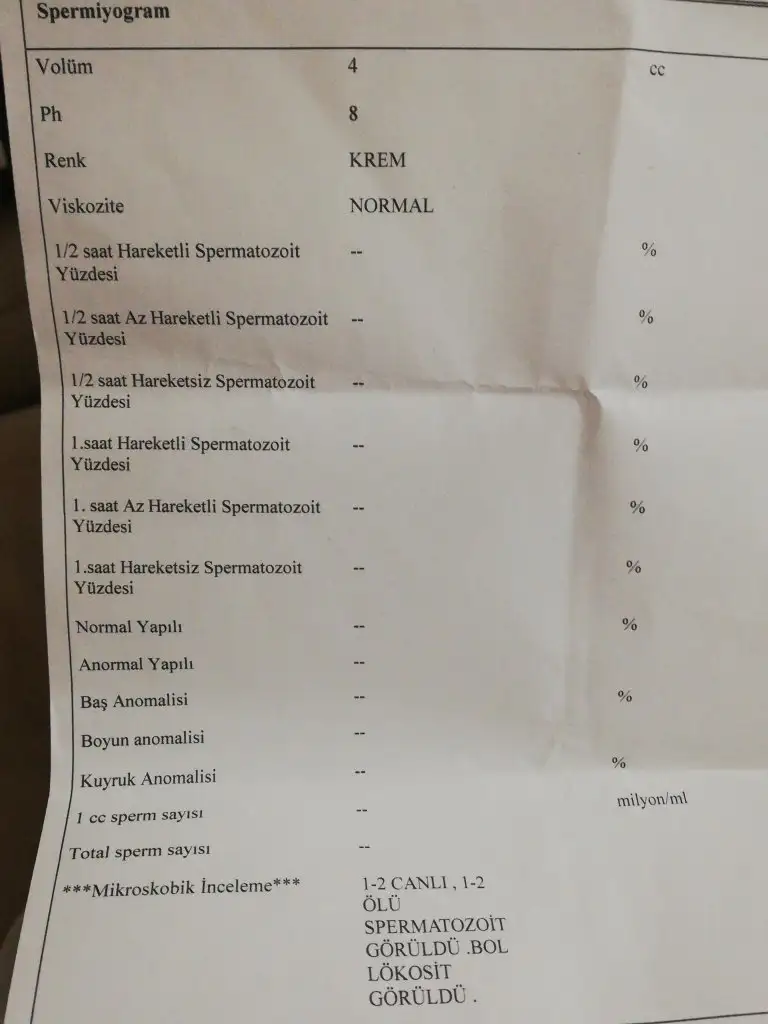 Spermiyogram
Volüm 4 cc
Ph 8
Renk KREM
Viskozite NORMAL
1/2 saat Hareketli Spermatozoit -- %
Yüzdesi
1/2 saat Az Hareketli Spermatozoit -- %
Yüzdesi
1/2 saat Hareketsiz Spermatozoit -- %
Yüzdesi
1.saat Hareketli Spermatozoit -- %
Yüzdesi
1. saat Az Hareketli Spermatozoit -- %
Yüzdesi
1.saat Hareketsiz Spermatozoit -- %
Yüzdesi
Normal Yapılı -- %
Anormal Yapılı --
Baş Anomalisi -- %
Boyun anomalisi --
Kuyruk Anomalisi -- %
1 cc sperm sayısı -- milyon/ml
Total sperm sayısı --
***Mikroskobik İnceleme*** 1-2 CANLI , 1-2
ÖLÜ
SPERMATOZOİT
GÖRÜLDÜ .BOL
LÖKOSİT
GÖRÜLDÜ .